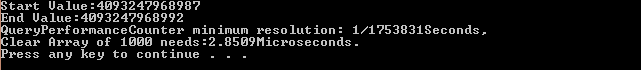 Start Value:4093247968987
End Value:4093247968992
QueryPerformanceCounter minimum resolution: 1/1753831Seconds,
Clear Array of 1000 needs:2.8509Microseconds.
Press any key to continue . . .